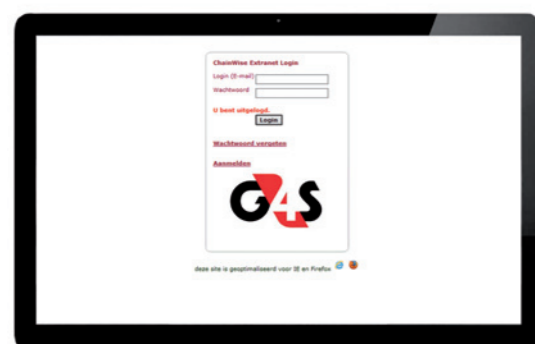 ChainWise Extranet Login
Login (E-mail)
Wachtwoord
U bent uitgelogd.
Login
Wachtwoord vergeten
Aanmelden
G4S
deze site is geoptimaliseerd voor IE en Firefox